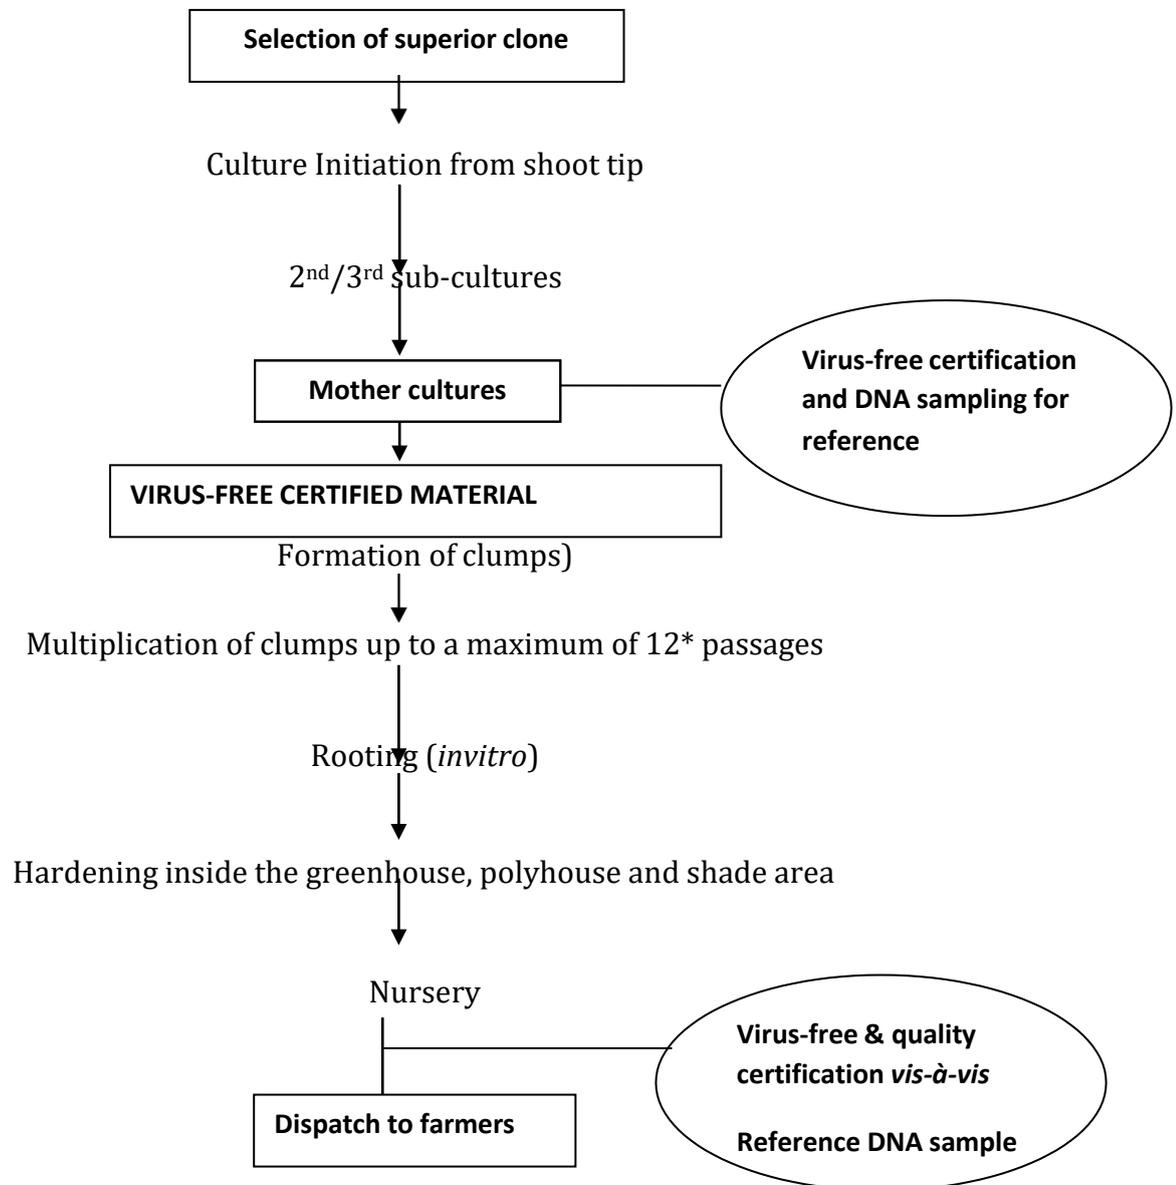 Selection of superior clone
Culture Initiation from shoot tip
2nd/3rd sub-cultures
Mother cultures
Virus-free certification
and DNA sampling for
reference
VIRUS-FREE CERTIFIED MATERIAL
Formation of clumps)
Multiplication of clumps up to a maximum of 12* passages
Rooting (invitro)
Hardening inside the greenhouse, polyhouse and shade area
Nursery
Virus-free & quality
certification vis-à-vis
Reference DNA sample
Dispatch to farmers